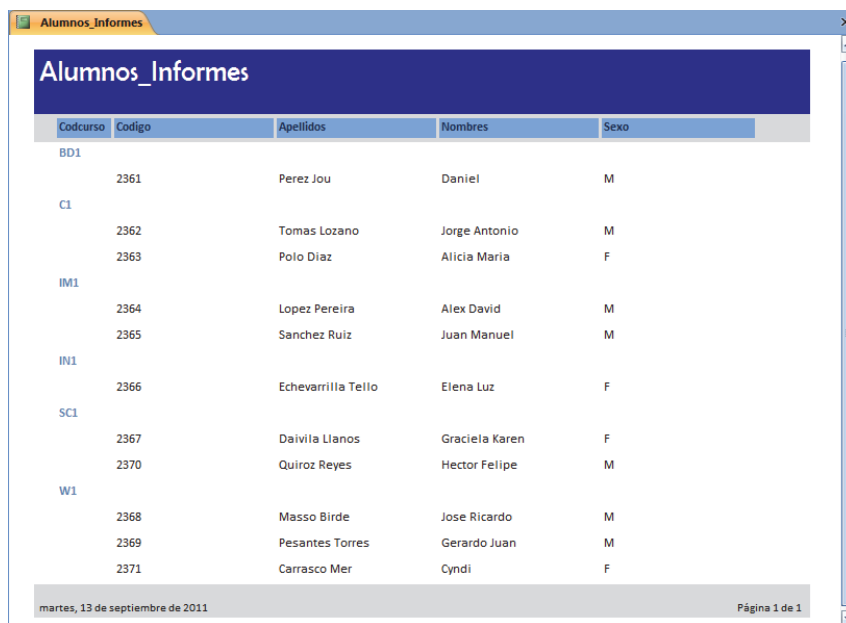 Alumnos_Informes
Alumnos_Informes
Codcurso Codigo Apellidos Nombres Sexo
BD1
2361 Perez Jou Daniel M
C1
2362 Tomas Lozano Jorge Antonio M
2363 Polo Diaz Alicia Maria F
IM1
2364 Lopez Pereira Alex David M
2365 Sanchez Ruiz Juan Manuel M
IN1
2366 Echevarrilla Tello Elena Luz F
SC1
2367 Daivila Llanos Graciela Karen F
2370 Quiroz Reyes Hector Felipe M
W1
2368 Masso Birde Jose Ricardo M
2369 Pesantes Torres Gerardo Juan M
2371 Carrasco Mer Cyndi F
martes, 13 de septiembre de 2011 Página 1 de 1